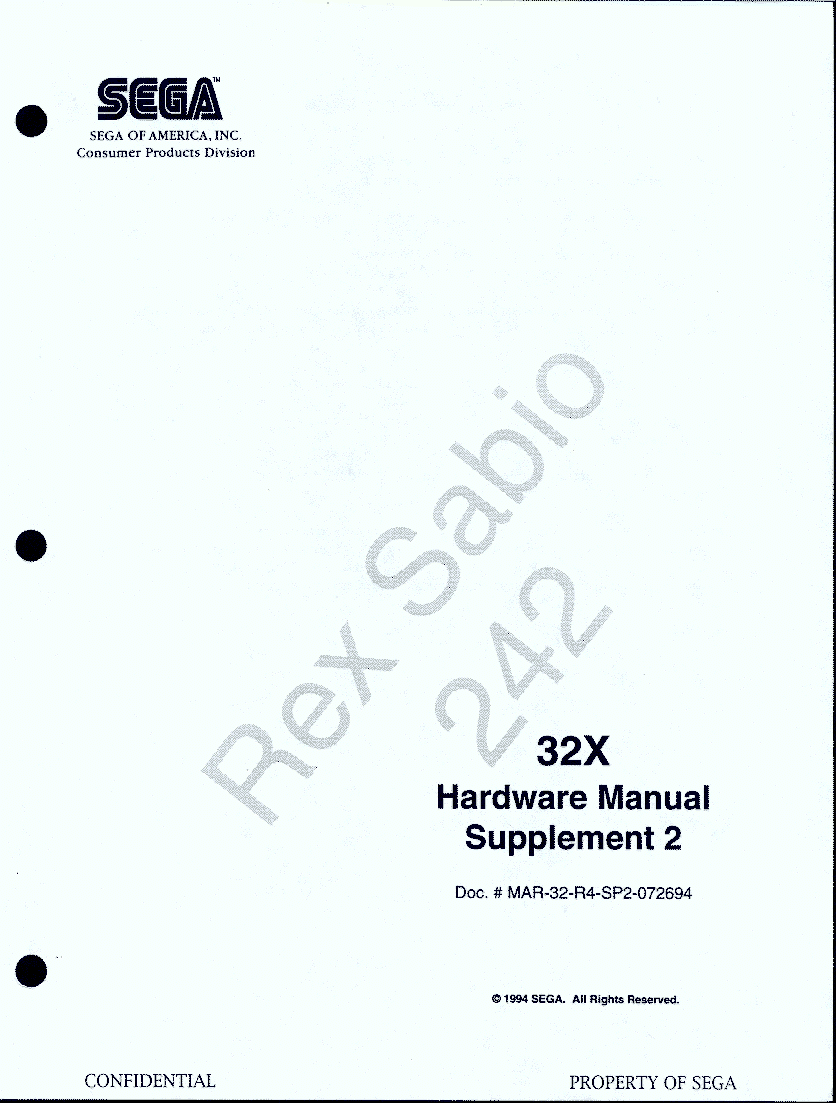 SEGA™
SEGA OF AMERICA, INC.
Consumer Products Division
Rex Sabio
242
32X
Hardware Manual
Supplement 2
Doc. # MAR-32-R4-SP2-072694
© 1994 SEGA. All Rights Reserved.
CONFIDENTIAL
PROPERTY OF SEGA